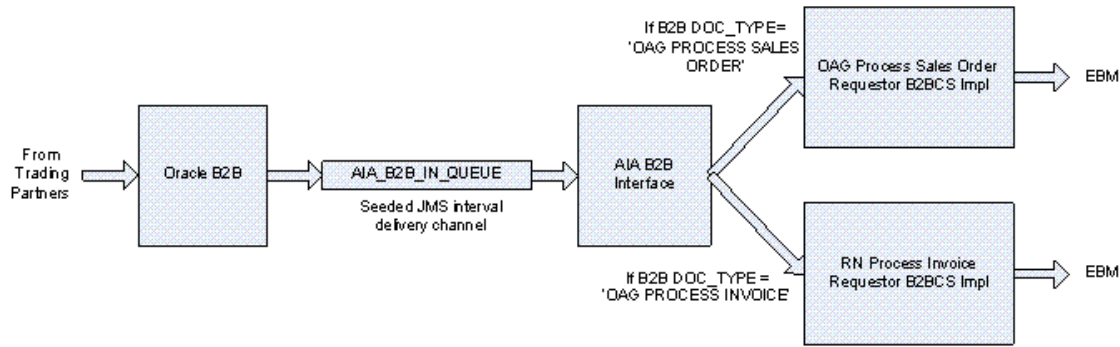 If B2B DOC_TYPE=
'OAG PROCESS SALES
ORDER'
OAG Process Sales Order
Requestor B2BCS Impl
EBM
From
Trading
Partners
Oracle B2B
AIA_B2B_IN_QUEUE
Seeded JMS interval
delivery channel
AIA B2B
Interface
If B2B DOC_TYPE =
'OAG PROCESS INVOICE'
RN Process Invoice
Requestor B2BCS Impl
EBM